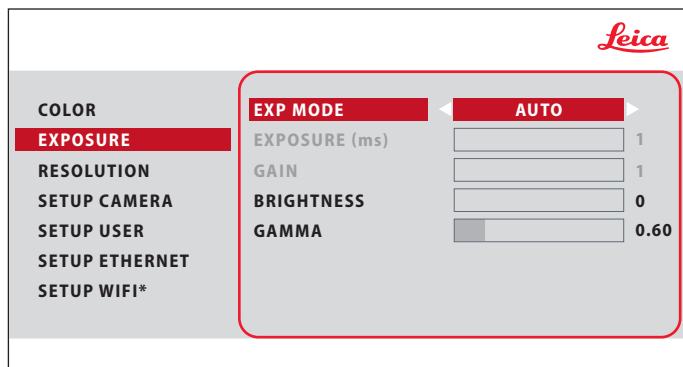 Leica
COLOR
EXPOSURE
RESOLUTION
SETUP CAMERA
SETUP USER
SETUP ETHERNET
SETUP WIFI*
EXP MODE AUTO
EXPOSURE (ms) 1
GAIN 1
BRIGHTNESS 0
GAMMA 0.60